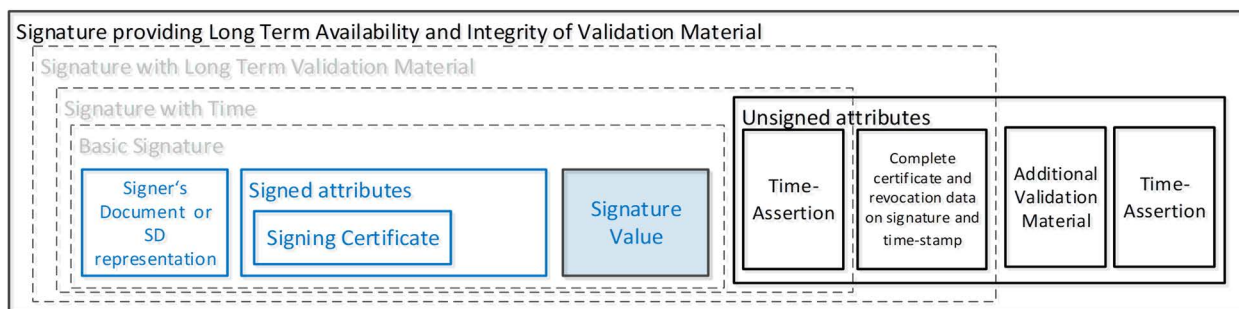 Signature providing Long Term Availability and Integrity of Validation Material
Signature with Long Term Validation Material
Signature with Time
Basic Signature
Signer‘s
Document or
SD
representation
Signed attributes
Signing Certificate
Signature
Value
Unsigned attributes
Time-
Assertion
Complete
certificate and
revocation data
on signature and
time-stamp
Additional
Validation
Material
Time-
Assertion